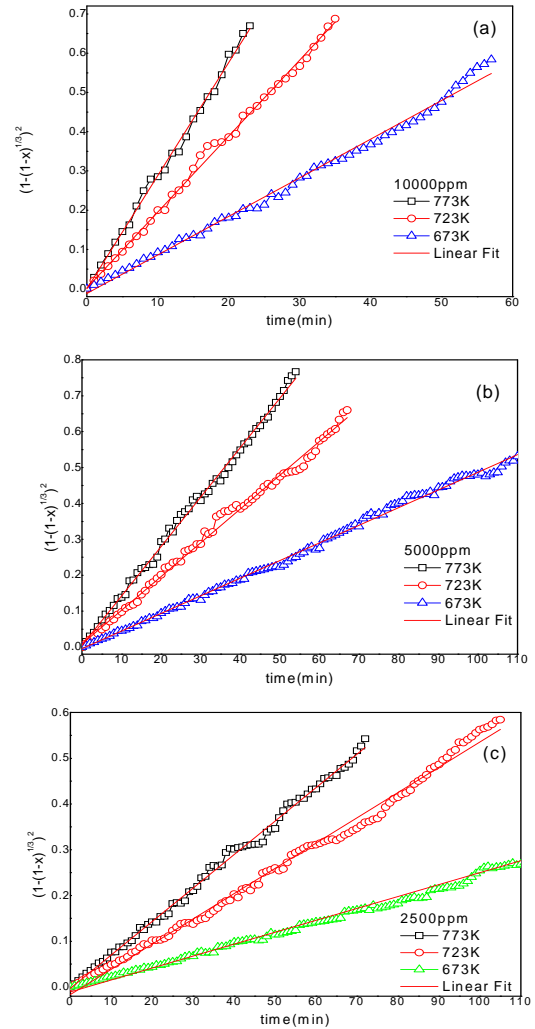 (a)
0.7
0.6
0.5
0.4
0.3
0.2
0.1
0.0
(1-(1-x)^{1/3})^2
10000ppm
773K
723K
673K
Linear Fit
0 10 20 30 40 50 60
time(min)
(b)
0.8
0.7
0.6
0.5
0.4
0.3
0.2
0.1
0.0
(1-(1-x)^{1/3})^2
5000ppm
773K
723K
673K
Linear Fit
0 10 20 30 40 50 60 70 80 90 100 110
time(min)
(c)
0.6
0.5
0.4
0.3
0.2
0.1
0.0
(1-(1-x)^{1/3})^2
2500ppm
773K
723K
673K
Linear Fit
0 10 20 30 40 50 60 70 80 90 100 110
time(min)